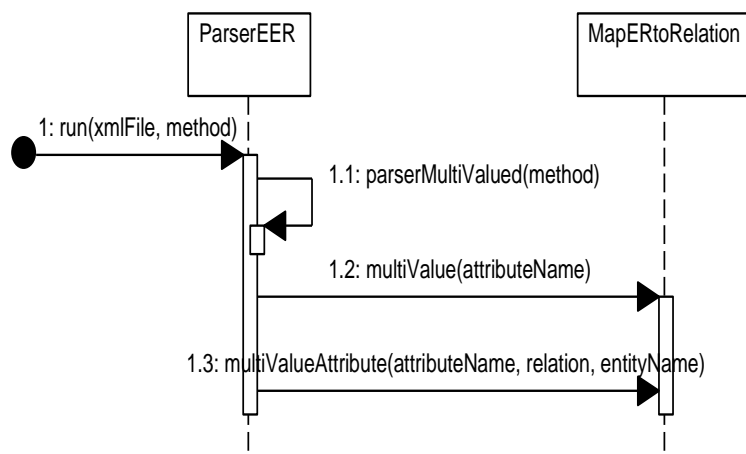 ParserEER
MapERtoRelation
1: run(xmlFile, method)
1.1: parserMultiValued(method)
1.2: multiValue(attributeName)
1.3: multiValueAttribute(attributeName, relation, entityName)